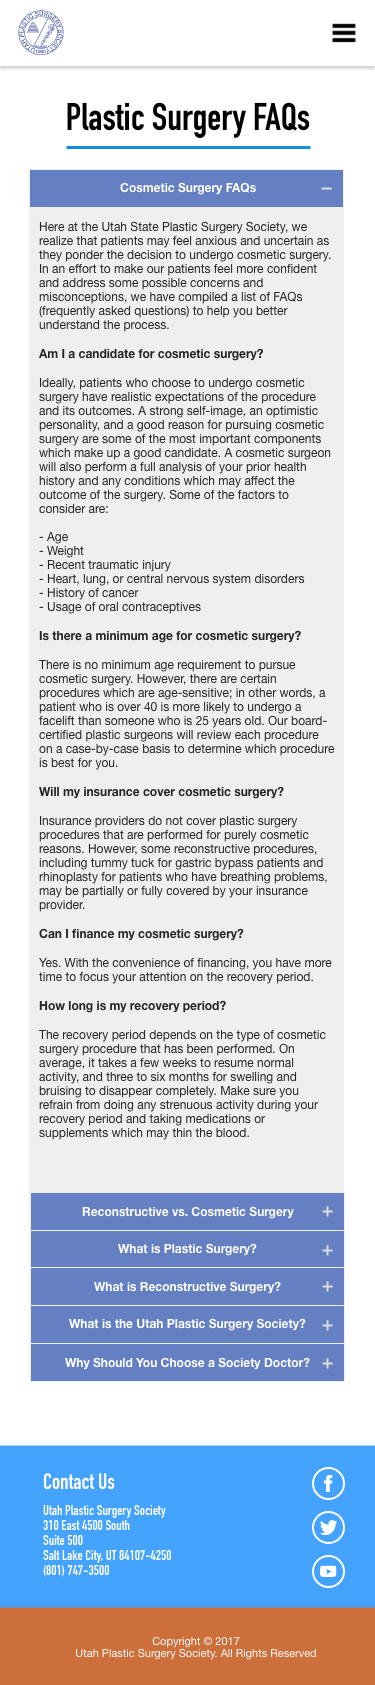 Plastic Surgery FAQs
Cosmetic Surgery FAQs
Here at the Utah State Plastic Surgery Society, we
realize that patients may feel anxious and uncertain as
they ponder the decision to undergo cosmetic surgery.
In an effort to make our patients feel more confident
and address some possible concerns and
misconceptions, we have compiled a list of FAQs
(frequently asked questions) to help you better
understand the process.
Am I a candidate for cosmetic surgery?
Ideally, patients who choose to undergo cosmetic
surgery have realistic expectations of the procedure
and its outcomes. A strong self-image, an optimistic
personality, and a good reason for pursuing cosmetic
surgery are some of the most important components
which make up a good candidate. A cosmetic surgeon
will also perform a full analysis of your prior health
history and any conditions which may affect the
outcome of the surgery. Some of the factors to
consider are:
- Age
- Weight
- Recent traumatic injury
- Heart, lung, or central nervous system disorders
- History of cancer
- Usage of oral contraceptives
Is there a minimum age for cosmetic surgery?
There is no minimum age requirement to pursue
cosmetic surgery. However, there are certain
procedures which are age-sensitive; in other words, a
patient who is over 40 is more likely to undergo a
facelift than someone who is 25 years old. Our board-
certified plastic surgeons will review each procedure
on a case-by-case basis to determine which procedure
is best for you.
Will my insurance cover cosmetic surgery?
Insurance providers do not cover plastic surgery
procedures that are performed for purely cosmetic
reasons. However, some reconstructive procedures,
including tummy tuck for gastric bypass patients and
rhinoplasty for patients who have breathing problems,
may be partially or fully covered by your insurance
provider.
Can I finance my cosmetic surgery?
Yes. With the convenience of financing, you have more
time to focus your attention on the recovery period.
How long is my recovery period?
The recovery period depends on the type of cosmetic
surgery procedure that has been performed. On
average, it takes a few weeks to resume normal
activity, and three to six months for swelling and
bruising to disappear completely. Make sure you
refrain from doing any strenuous activity during your
recovery period and taking medications or
supplements which may thin the blood.
Reconstructive vs. Cosmetic Surgery
What is Plastic Surgery?
What is Reconstructive Surgery?
What is the Utah Plastic Surgery Society?
Why Should You Choose a Society Doctor?
Contact Us
Utah Plastic Surgery Society
310 East 4500 South
Suite 500
Salt Lake City, UT 84107-4250
(801) 747-3500
Copyright © 2017
Utah Plastic Surgery Society. All Rights Reserved